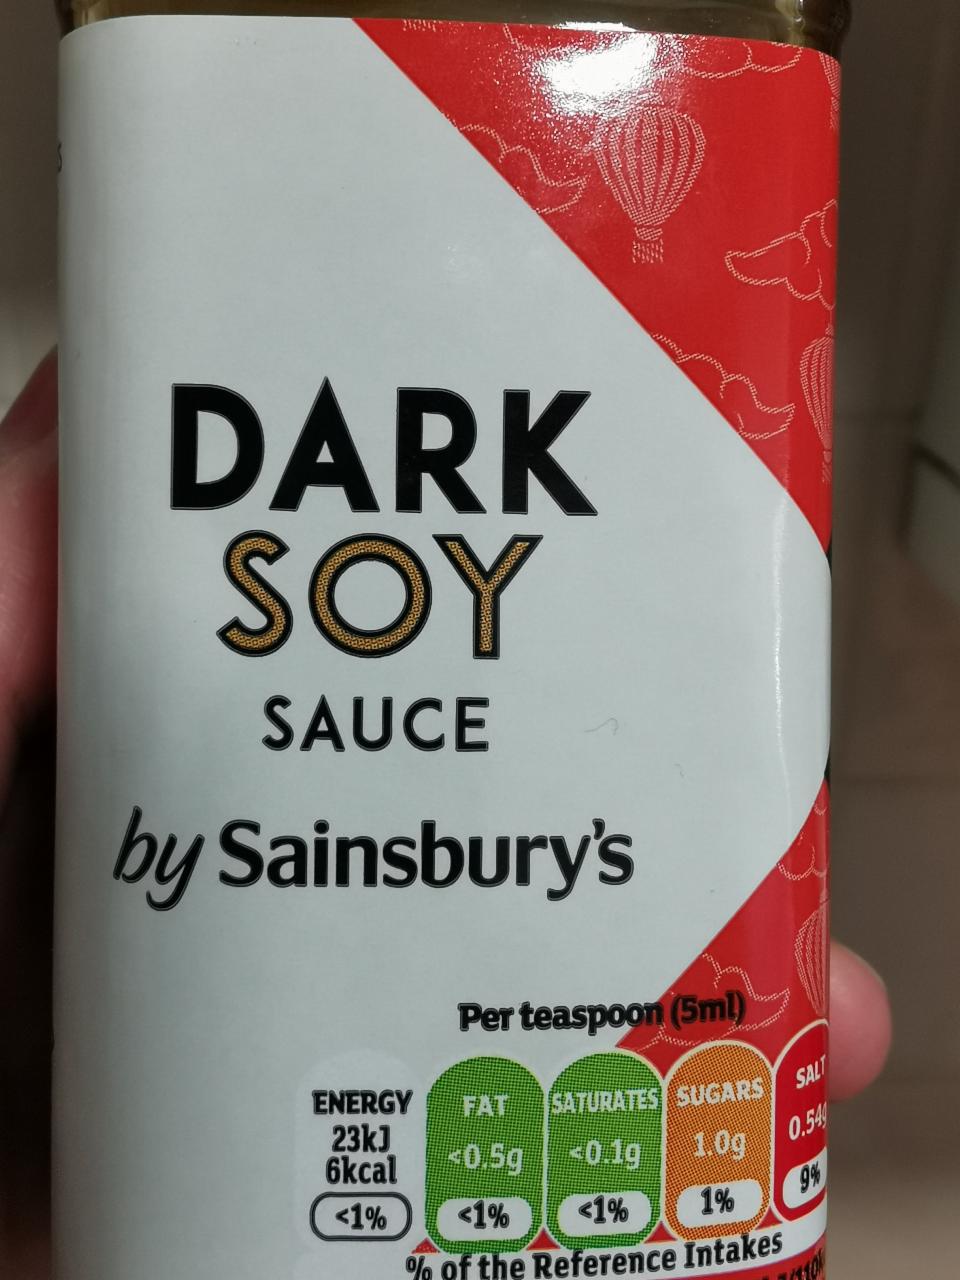 DARK
SOY
SAUCE
by Sainsbury's
Per teaspoon (5ml)
ENERGY
23kJ
6kcal
<1%
FAT
<0.5g
<1%
SATURATES
<0.1g
<1%
SUGARS
1.0g
1%
SALT
0.54g
9%
% of the Reference Intakes